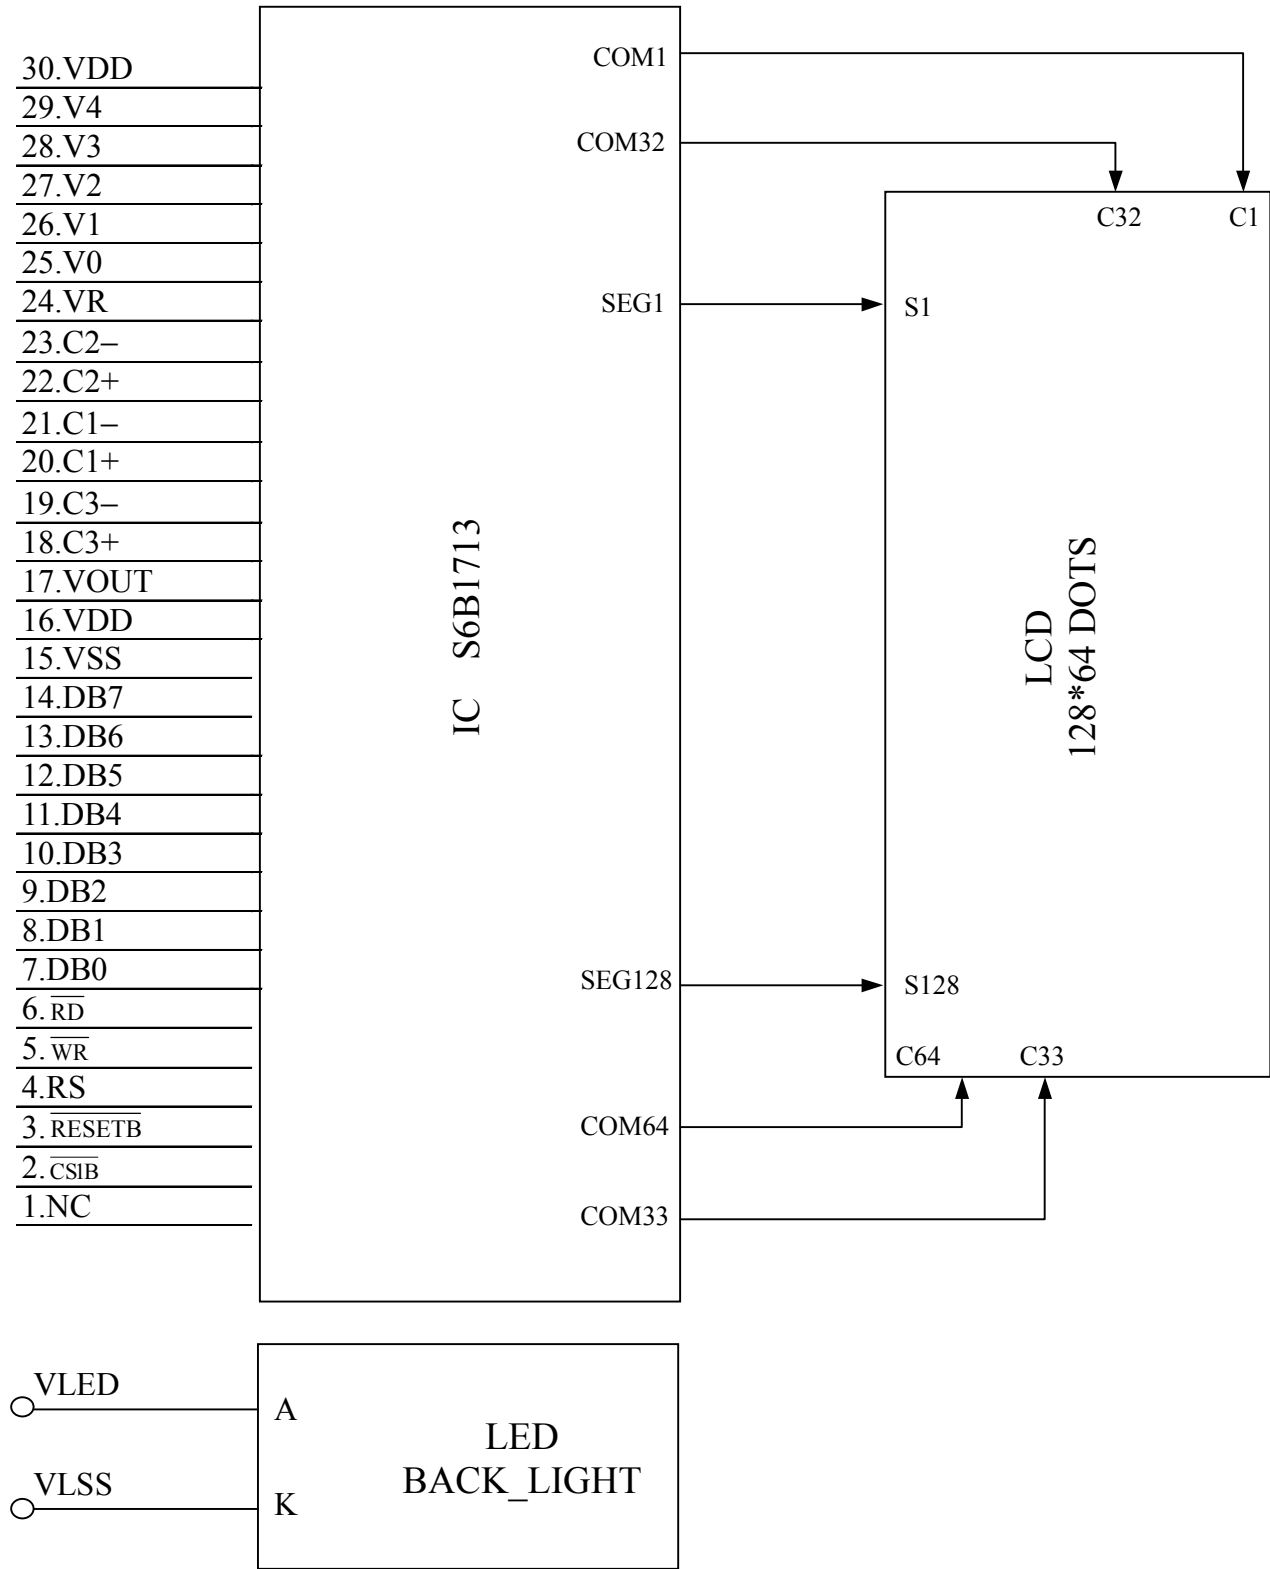 30.VDD
29.V4
28.V3
27.V2
26.V1
25.V0
24.VR
23.C2−
22.C2+
21.C1−
20.C1+
19.C3−
18.C3+
17.VOUT
16.VDD
15.VSS
14.DB7
13.DB6
12.DB5
11.DB4
10.DB3
9.DB2
8.DB1
7.DB0
6. R̅D̅
5. W̅R̅
4.RS
3. R̅E̅S̅E̅T̅B̅
2. C̅S̅1̅B̅
1.NC
IC S6B1713
COM1
COM32
SEG1
SEG128
COM64
COM33
C32 C1
S1
LCD
128*64 DOTS
S128
C64 C33
VLED
VLSS
A
K
LED
BACK_LIGHT